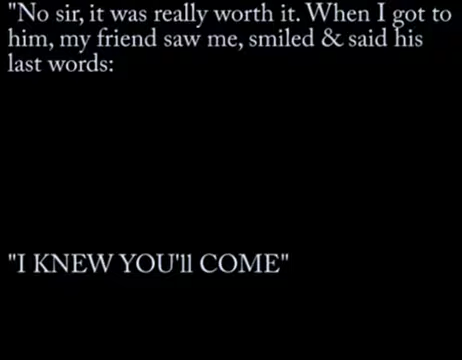 "No sir, it was really worth it. When I got to
him, my friend saw me, smiled & said his
last words:
"I KNEW YOU'll COME"